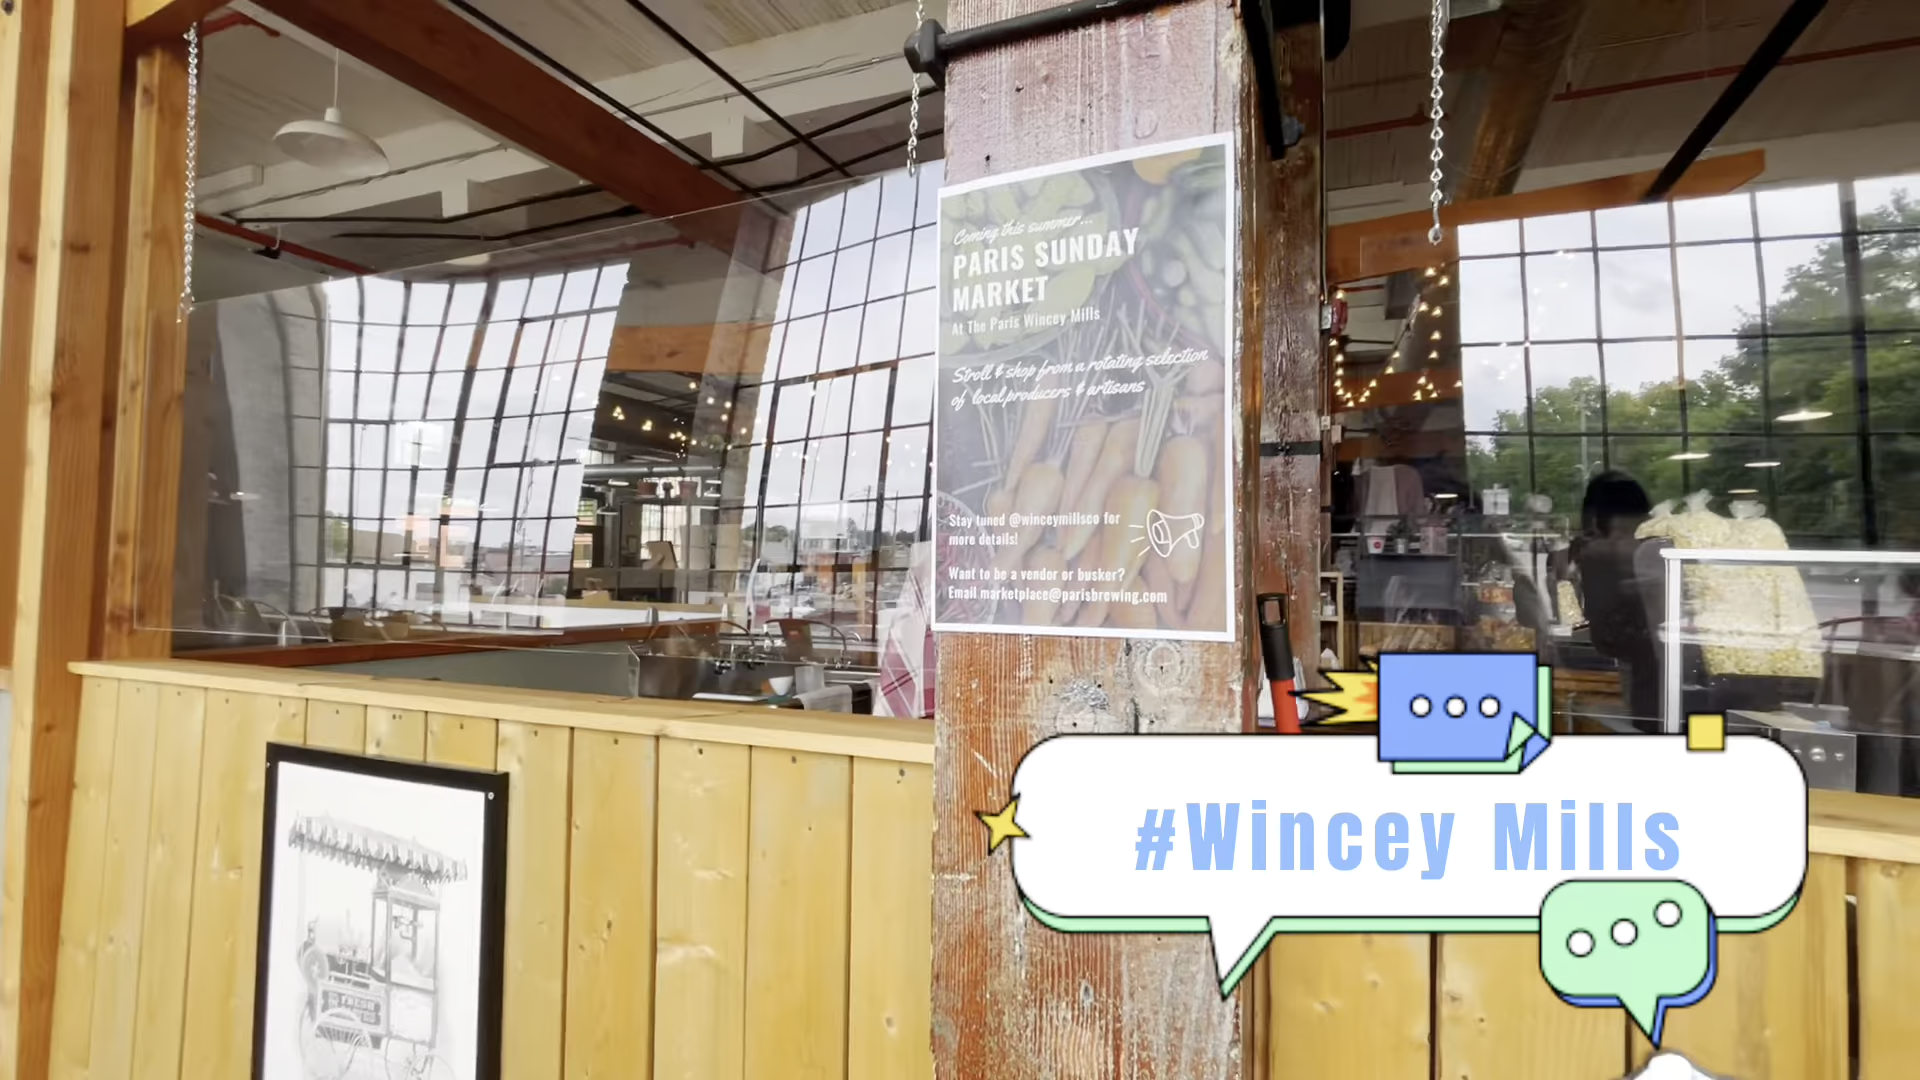 Coming this summer...
PARIS SUNDAY
MARKET
At The Paris Wincey Mills
Stroll & shop from a rotating selection
of local producers & artisans
Stay tuned @winceymillsco for
more details!
Want to be a vendor or busker?
Email marketplace@parisbrewing.com
#Wincey Mills
FRESH